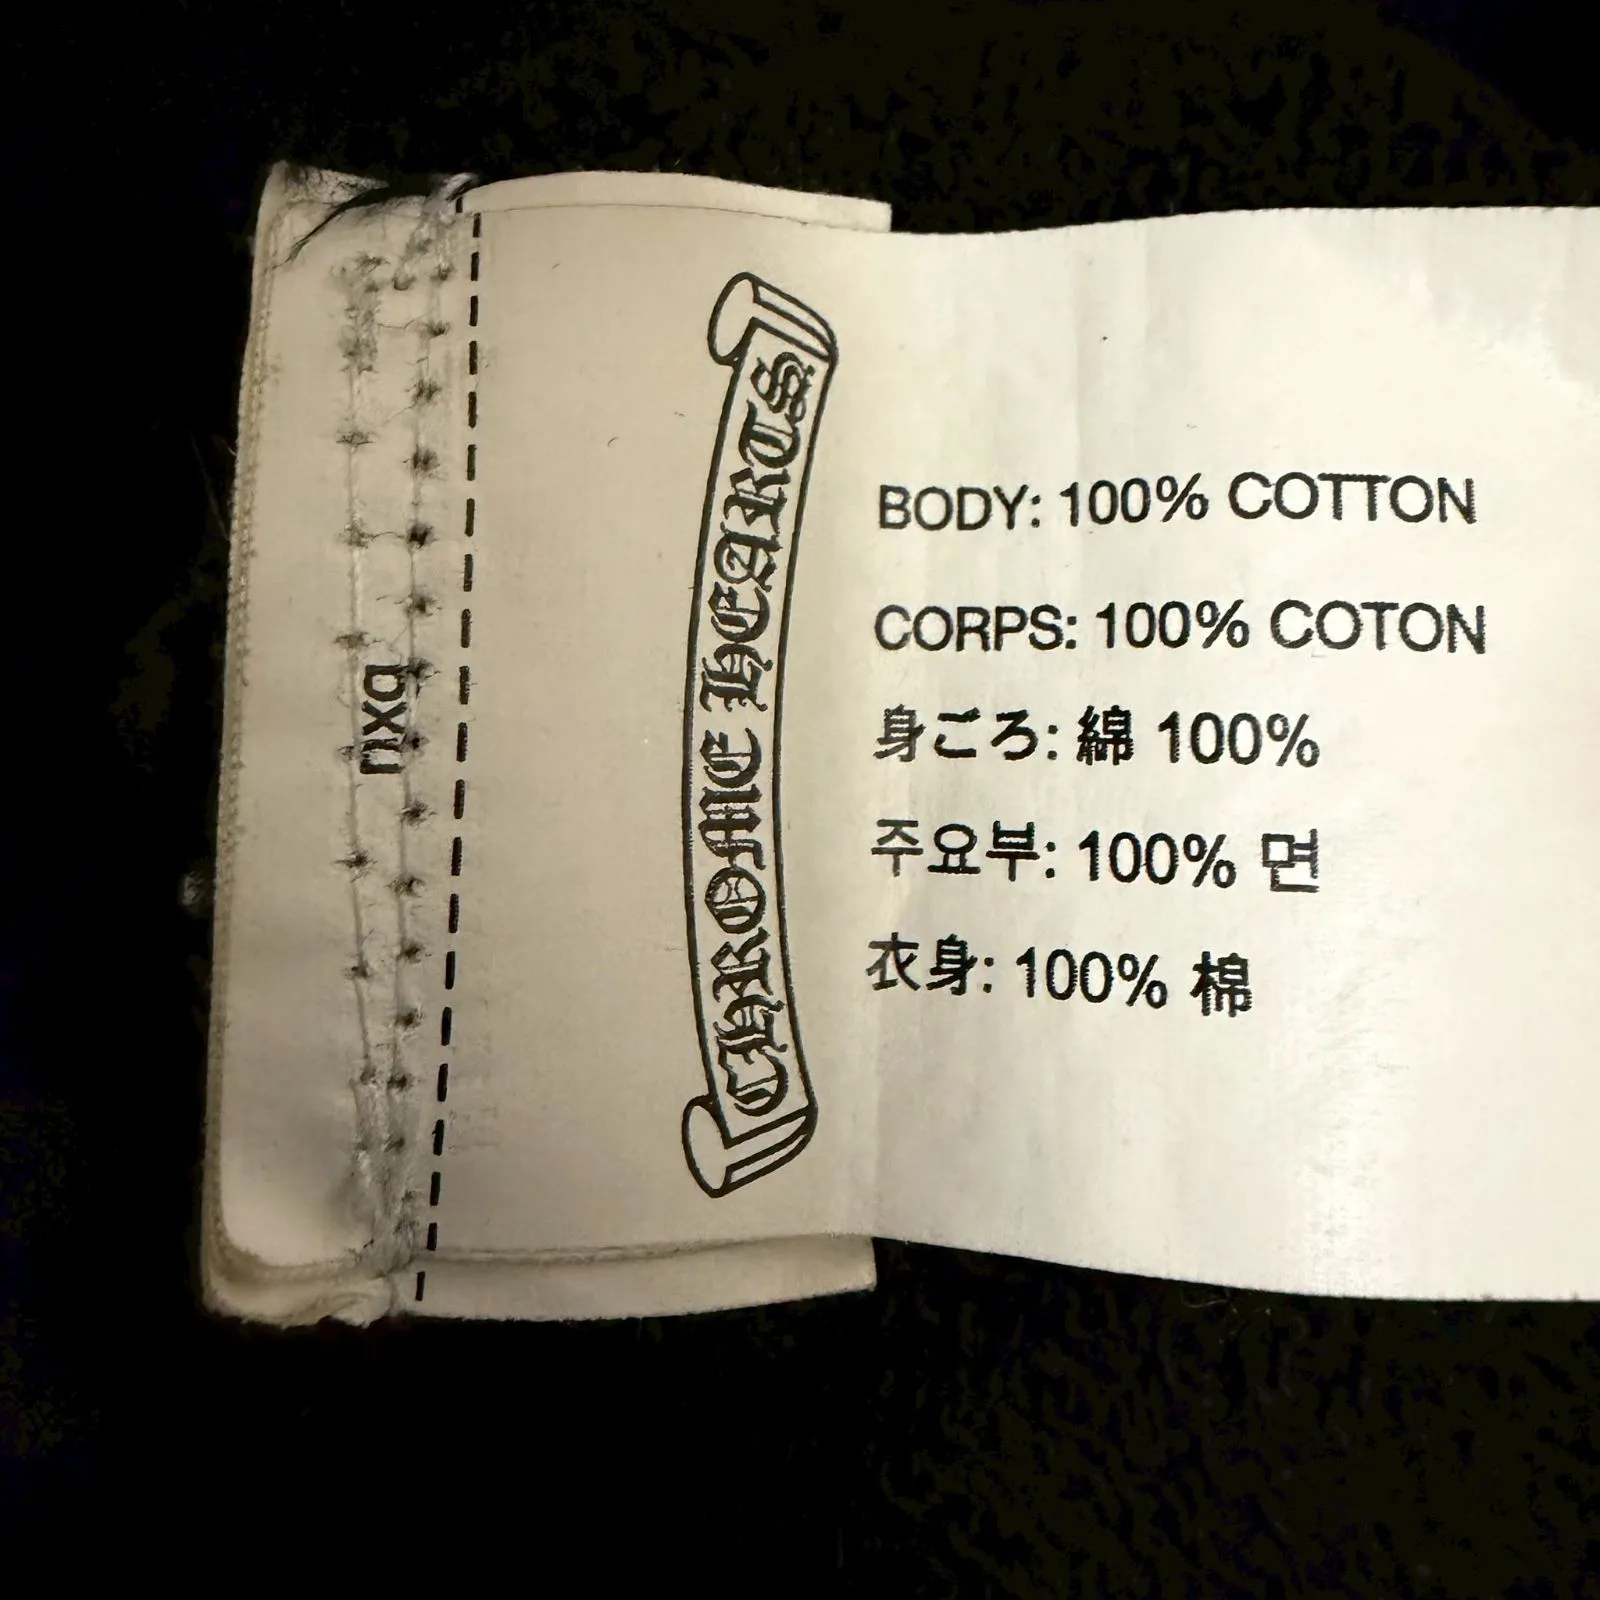 nxa
CHROME HEARTS
BODY: 100% COTTON
CORPS: 100% COTON
身ごろ: 綿 100%
주요부: 100% 면
衣身: 100% 棉